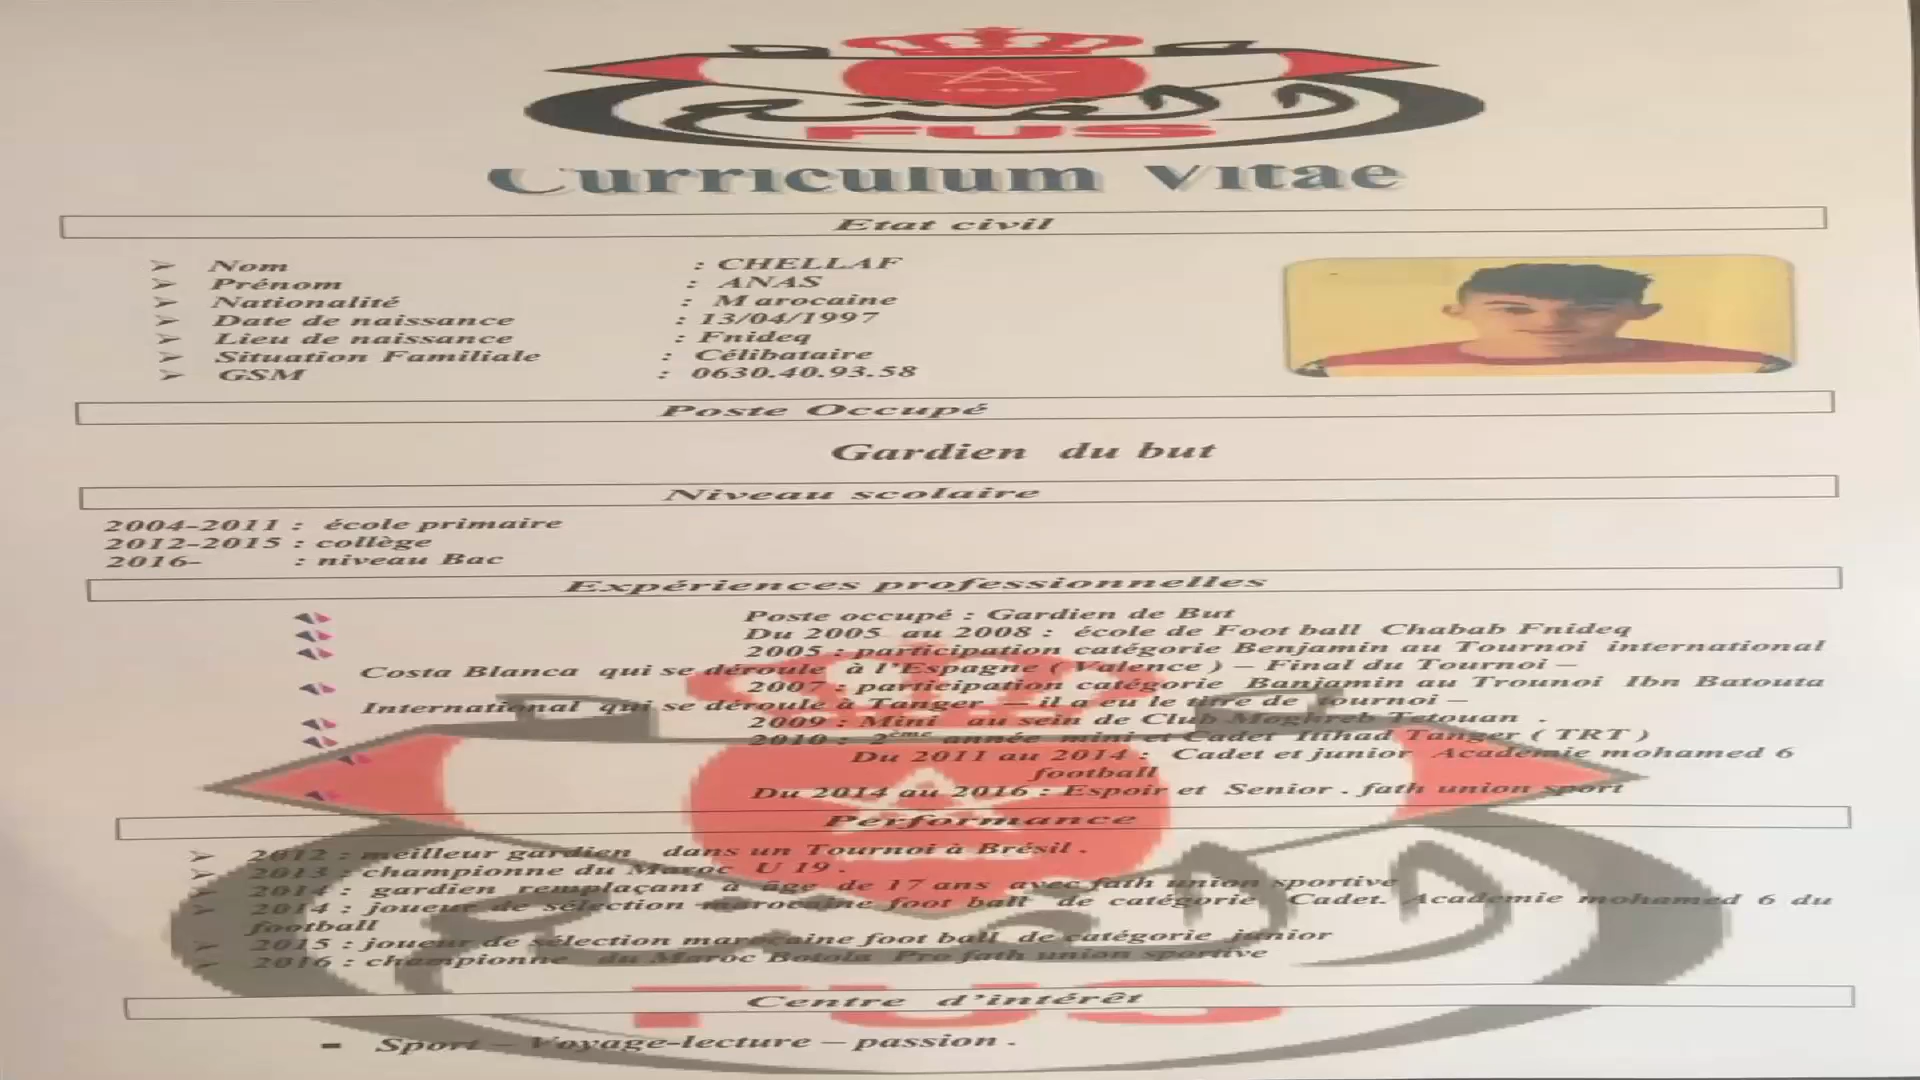 الفتح
FUS
Curriculum Vitae
Etat civil
➢ Nom : CHELLAF
➢ Prénom : ANAS
➢ Nationalité : Marocaine
➢ Date de naissance : 13/04/1997
➢ Lieu de naissance : Fnideq
➢ Situation Familiale : Célibataire
➢ GSM : 0630.40.93.58
Poste Occupé
Gardien du but
Niveau scolaire
2004-2011 : école primaire
2012-2015 : collège
2016- : niveau Bac
Expériences professionnelles
Poste occupé : Gardien de But
Du 2005 au 2008 : école de Foot ball Chabab Fnideq
2005 : participation catégorie Benjamin au Tournoi international
Costa Blanca qui se déroule à l'Espagne ( Valence ) – Final du Tournoi –
2007 : participation catégorie Banjamin au Trounoi Ibn Batouta
International qui se déroule à Tanger – il a eu le titre de tournoi –
2009 : Mini au sein de Club Moghreb Tetouan .
2010 : 2ème année mini et Cadet Itihad Tanger ( TRT )
Du 2011 au 2014 : Cadet et junior Academie mohamed 6
football
Du 2014 au 2016 : Espoir et Senior . fath union sport
Performance
➢ 2012 : meilleur gardien dans un Tournoi à Brésil .
➢ 2013 : championne du Maroc U 19 .
➢ 2014 : gardien remplaçant à âge de 17 ans avec fath union sportive
➢ 2014 : joueur de sélection marocaine foot ball de catégorie Cadet. Academie mohamed 6 du
football
➢ 2015 : joueur de sélection marocaine foot ball de catégorie junior
➢ 2016 : championne du Maroc Botola Pro fath union sportive
Centre d'intérêt
- Sport – Voyage-lecture – passion .
الفتح
FUS